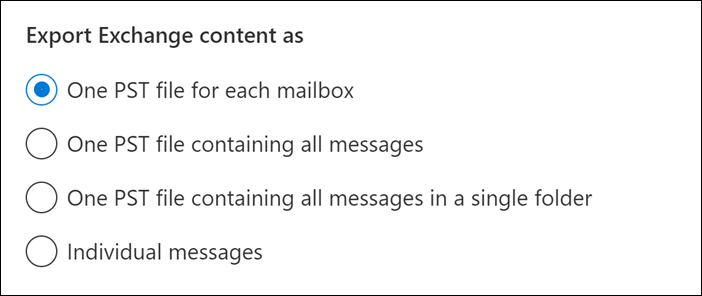 Export Exchange content as
One PST file for each mailbox
One PST file containing all messages
One PST file containing all messages in a single folder
Individual messages